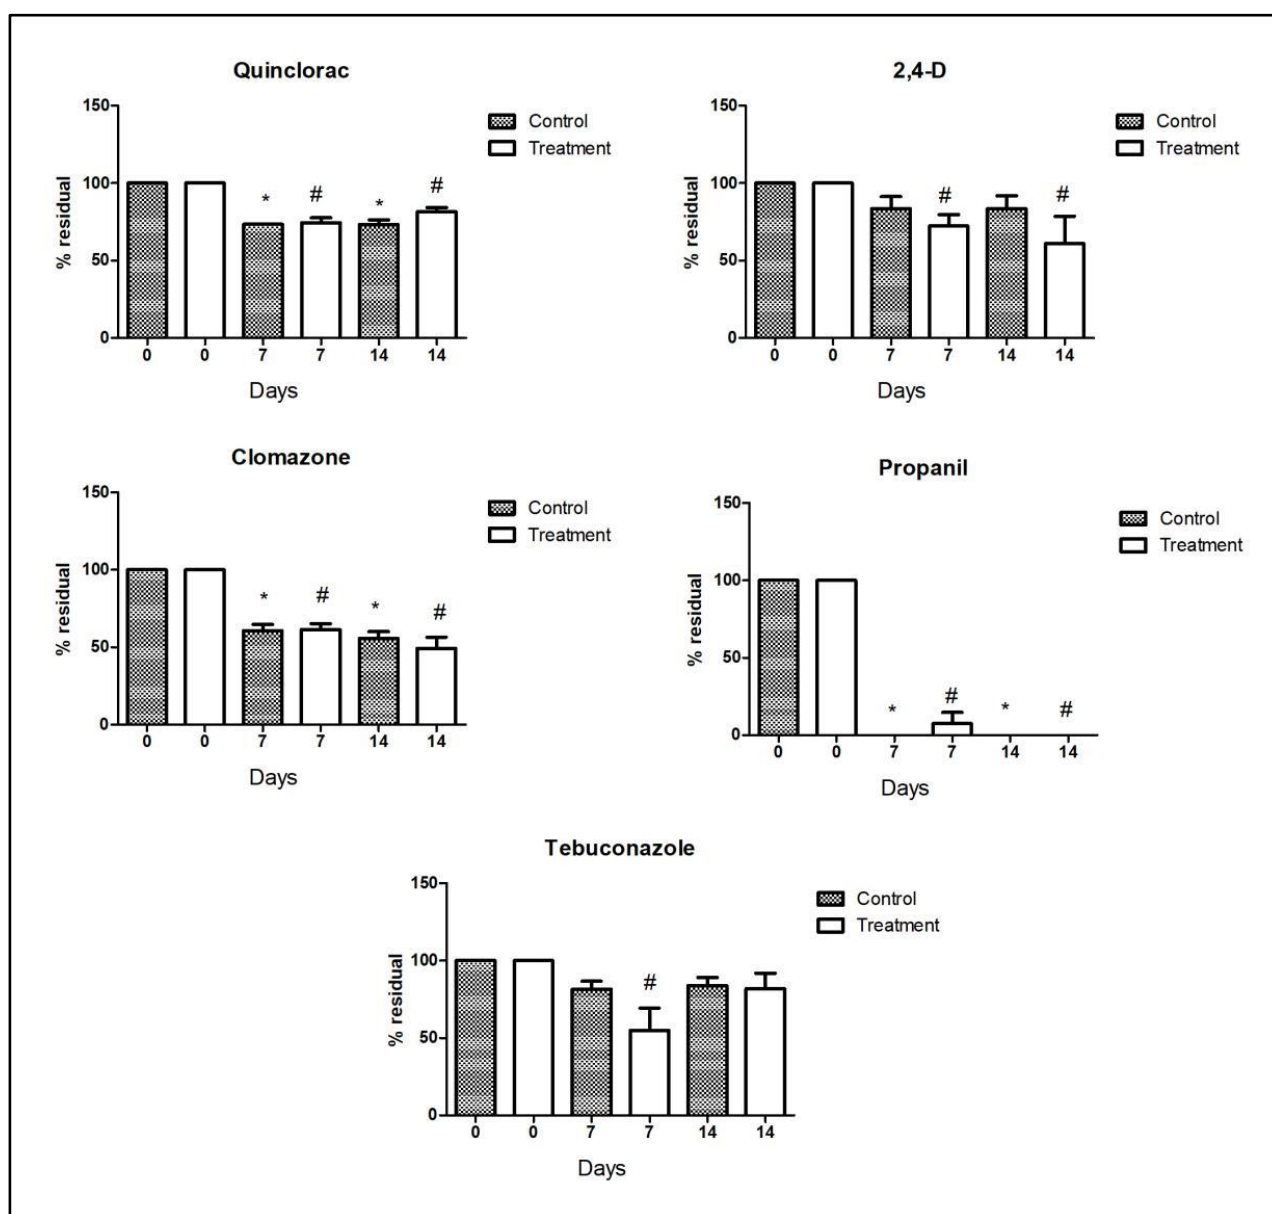 Quinclorac
150
100
50
0
% residual
* # * #
0 0 7 7 14 14
Days
Control
Treatment
2,4-D
150
100
50
0
% residual
# #
0 0 7 7 14 14
Days
Control
Treatment
Clomazone
150
100
50
0
% residual
* # * #
0 0 7 7 14 14
Days
Control
Treatment
Propanil
150
100
50
0
% residual
* # * #
0 0 7 7 14 14
Days
Control
Treatment
Tebuconazole
150
100
50
0
% residual
#
0 0 7 7 14 14
Days
Control
Treatment